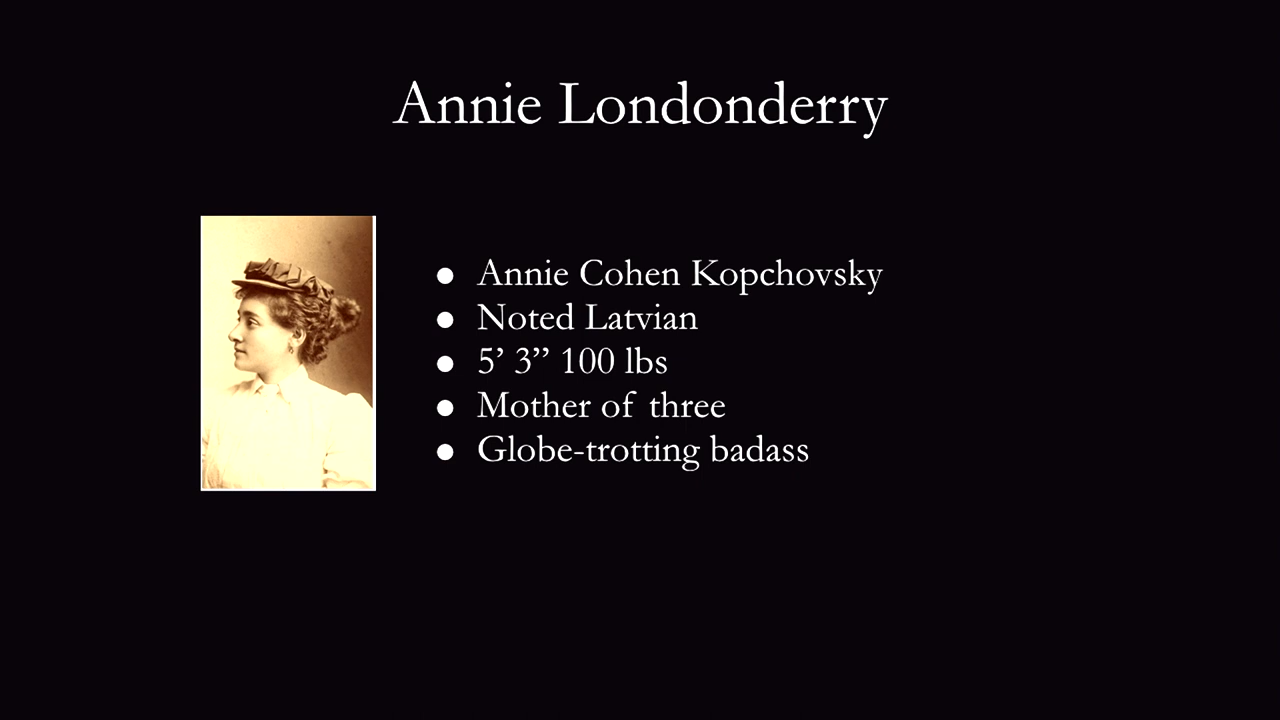 Annie Londonderry
● Annie Cohen Kopchovsky
● Noted Latvian
● 5’ 3” 100 lbs
● Mother of three
● Globe-trotting badass